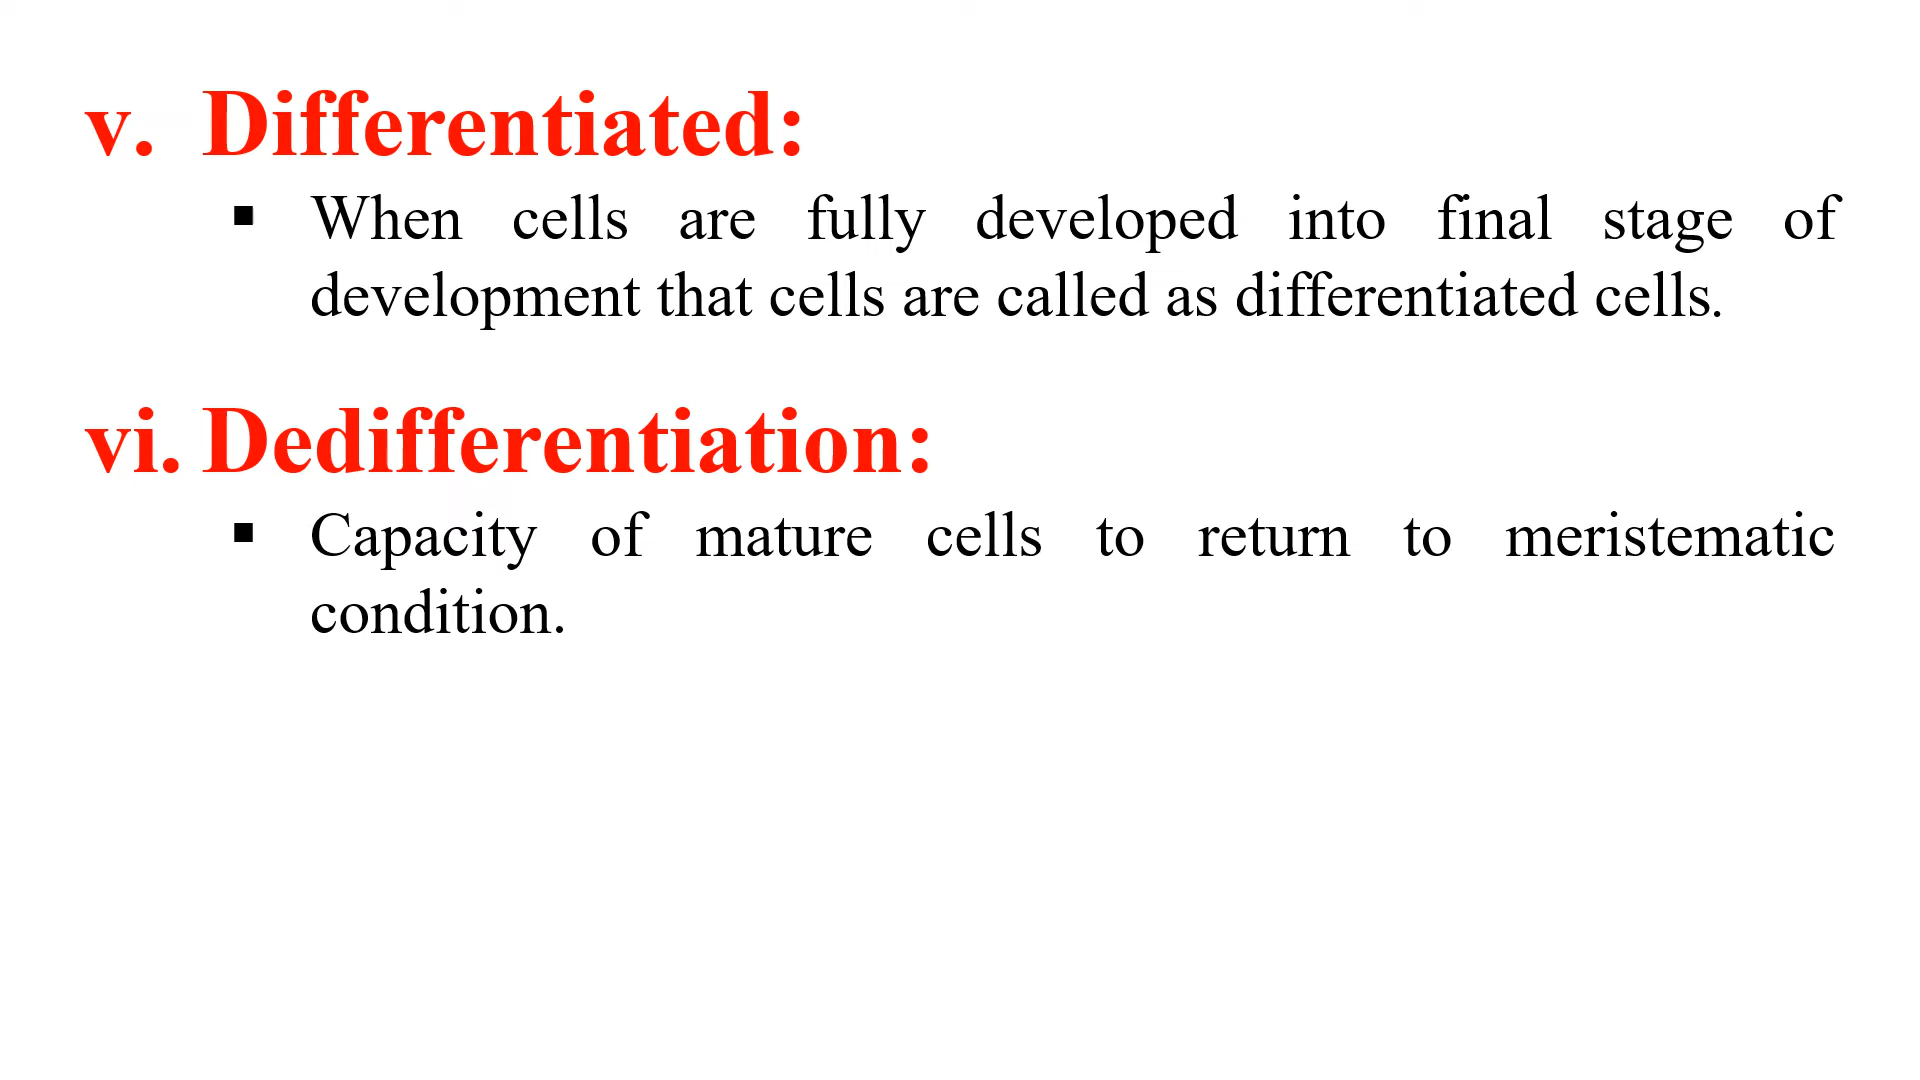 v. Differentiated:
▪ When cells are fully developed into final stage of
development that cells are called as differentiated cells.
vi. Dedifferentiation:
▪ Capacity of mature cells to return to meristematic
condition.